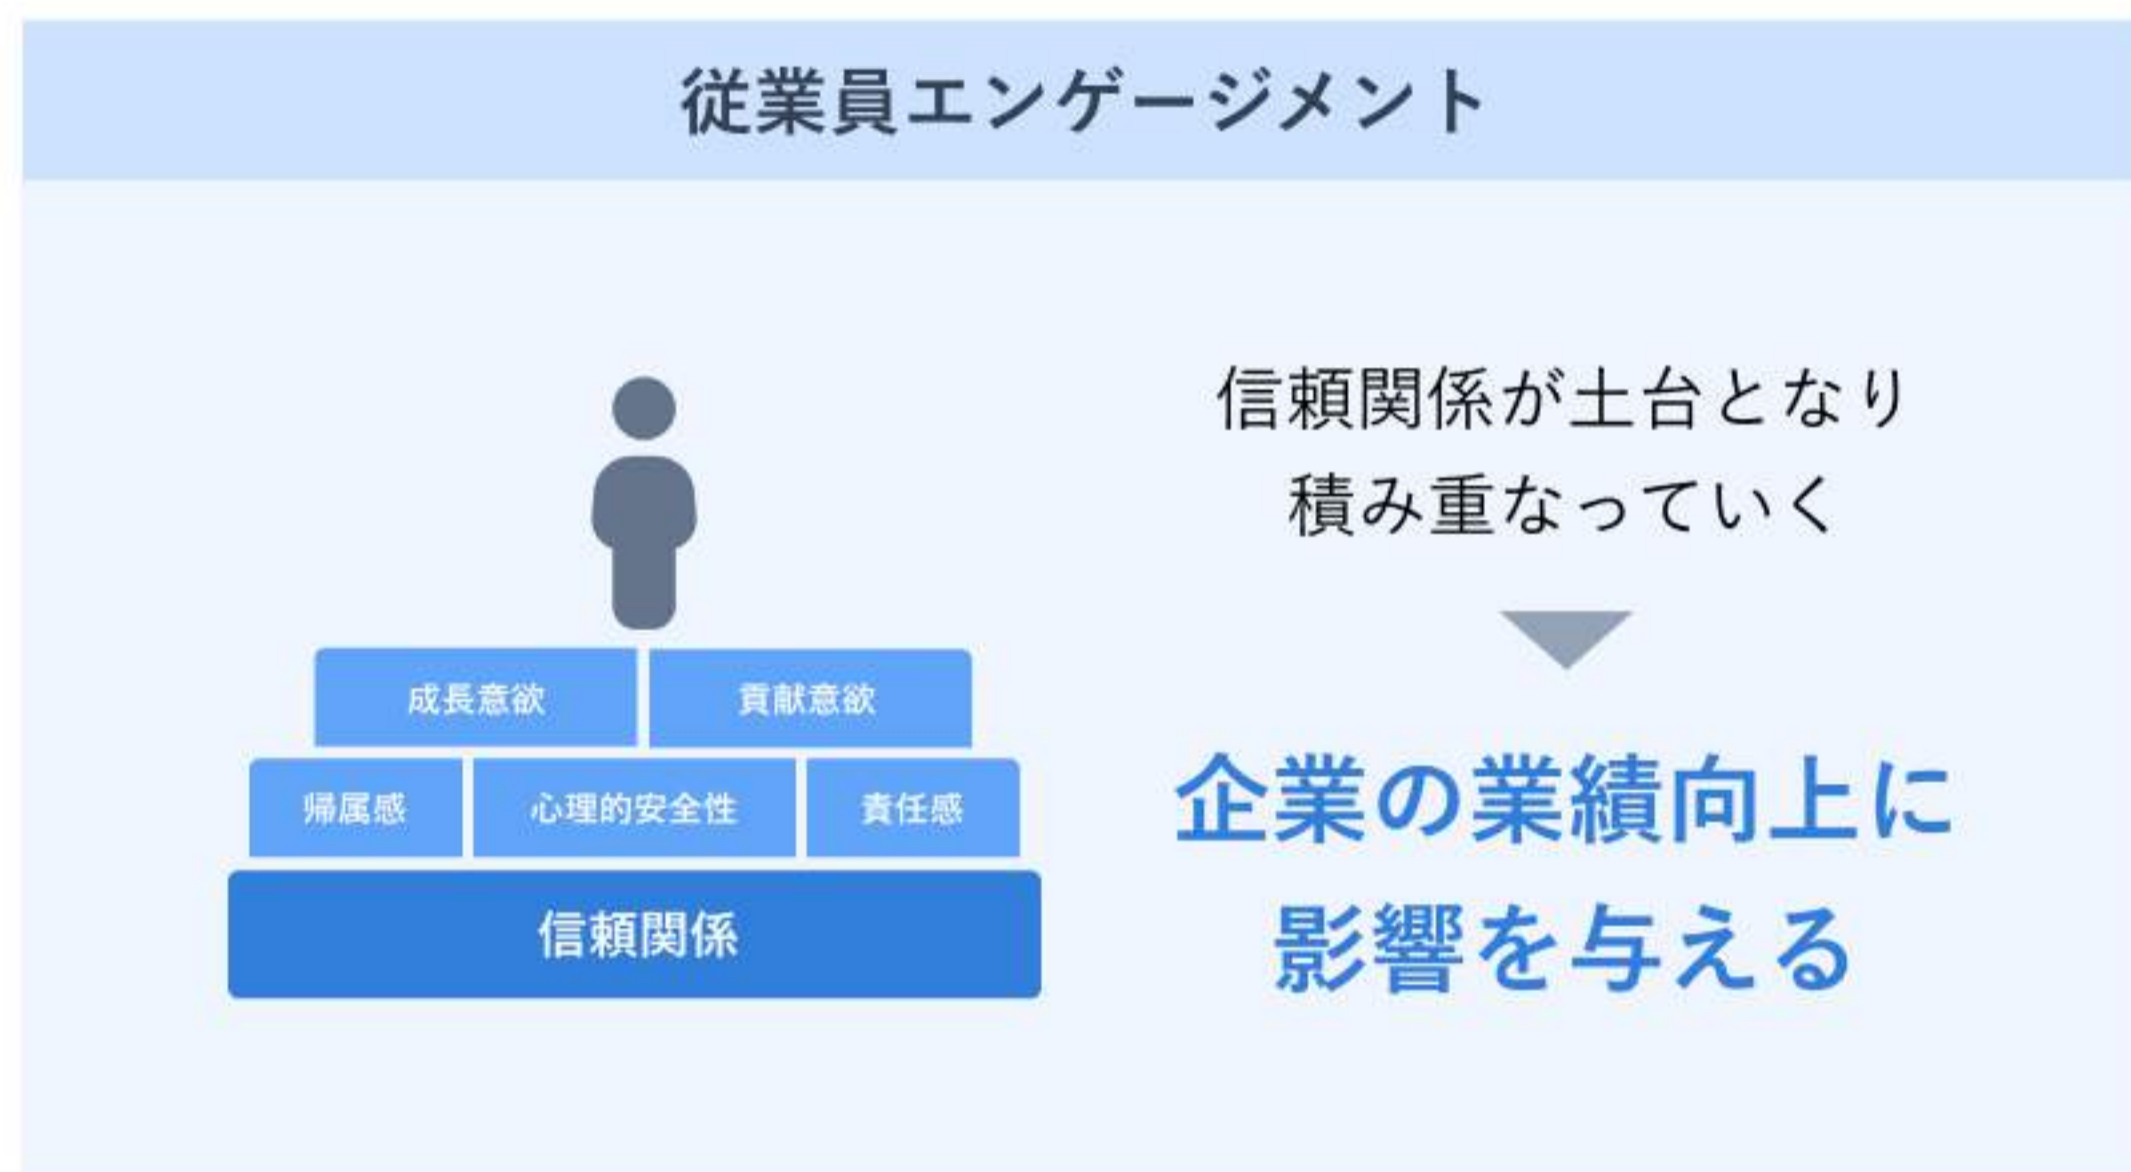 従業員エンゲージメント
成長意欲
貢献意欲
帰属感
心理的安全性
責任感
信頼関係
信頼関係が土台となり
積み重なっていく
企業の業績向上に
影響を与える